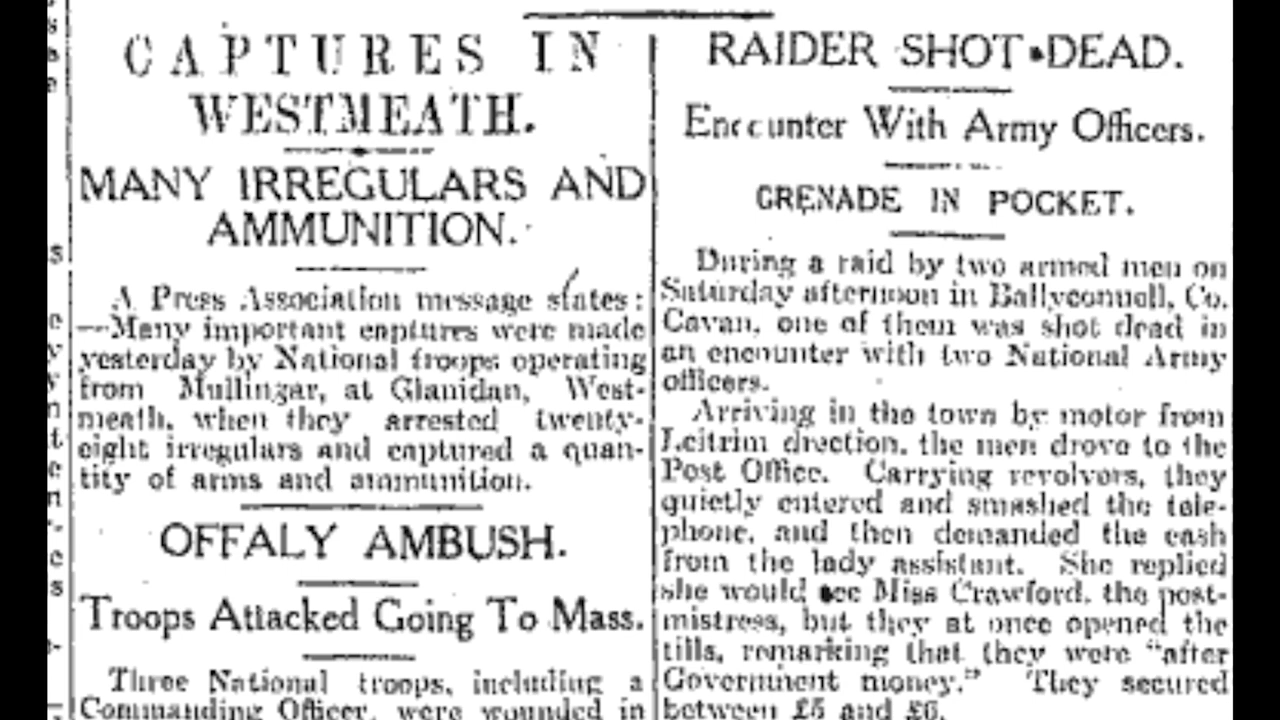 CAPTURES IN
WESTMEATH.
MANY IRREGULARS AND
AMMUNITION.
A Press Association message states:
—Many important captures were made
yesterday by National troops operating
from Mullingar, at Glanidan, West-
meath, when they arrested twenty-
eight irregulars and captured a quan-
tity of arms and ammunition.
OFFALY AMBUSH.
Troops Attacked Going To Mass.
Three National troops, including a
Commanding Officer, were wounded in
RAIDER SHOT DEAD.
Encounter With Army Officers.
GRENADE IN POCKET.
During a raid by two armed men on
Saturday afternoon in Ballyconnell, Co.
Cavan, one of them was shot dead in
an encounter with two National Army
officers.
Arriving in the town by motor from
Leitrim drection, the men drove to the
Post Office. Carrying revolvers, they
quietly entered and smashed the tele-
phone, and then demanded the cash
from the lady assistant. She replied
she would see Miss Crawford, the post-
mistress, but they at once opened the
tills, remarking that they were "after
Government money." They secured
between £5 and £6.